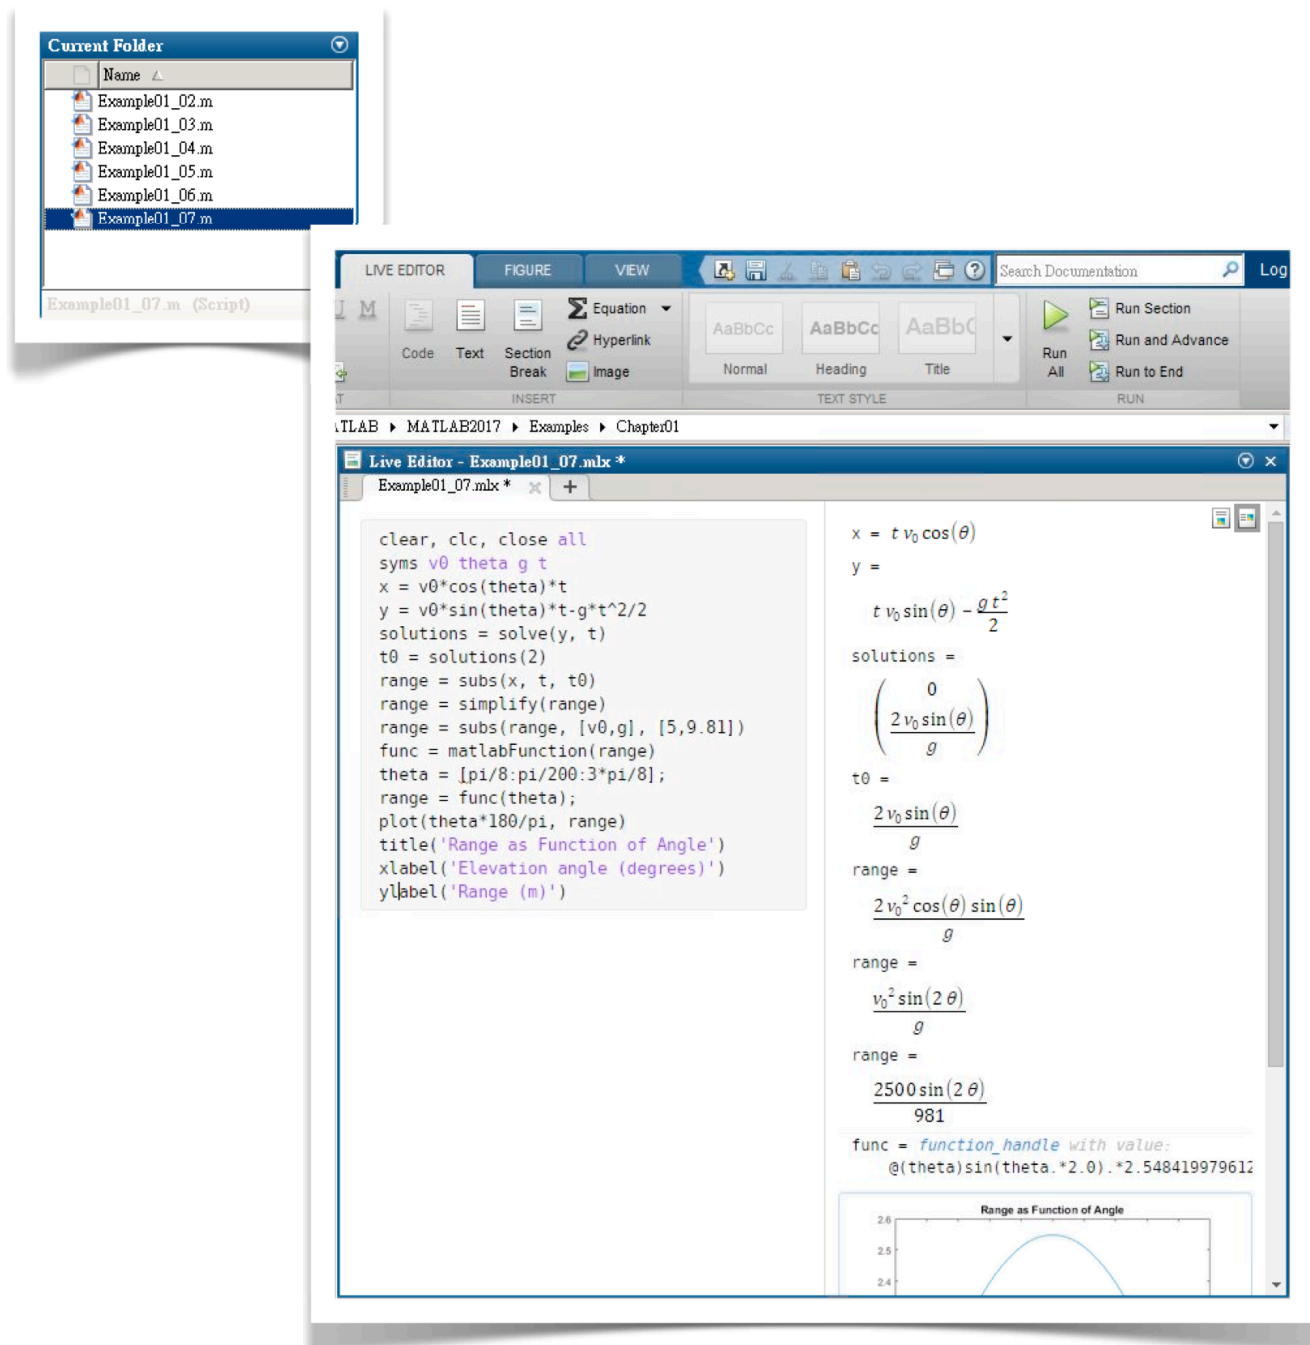 Current Folder
Name
Example01_02.m
Example01_03.m
Example01_04.m
Example01_05.m
Example01_06.m
Example01_07.m
Example01_07.m (Script)
LIVE EDITOR FIGURE VIEW Search Documentation Log
U M
Code Text Section Break
Equation
Hyperlink
Image
INSERT
AaBbCc AaBbCc AaBb(
Normal Heading Title
TEXT STYLE
Run All
Run Section
Run and Advance
Run to End
RUN
TLAB ▸ MATLAB2017 ▸ Examples ▸ Chapter01
Live Editor - Example01_07.mlx *
Example01_07.mlx * × +
clear, clc, close all
syms v0 theta g t
x = v0*cos(theta)*t
y = v0*sin(theta)*t-g*t^2/2
solutions = solve(y, t)
t0 = solutions(2)
range = subs(x, t, t0)
range = simplify(range)
range = subs(range, [v0,g], [5,9.81])
func = matlabFunction(range)
theta = [pi/8:pi/200:3*pi/8];
range = func(theta);
plot(theta*180/pi, range)
title('Range as Function of Angle')
xlabel('Elevation angle (degrees)')
ylabel('Range (m)')
x = t v₀ cos(θ)
y =
t v₀ sin(θ) − g t²
2
solutions =
0
2 v₀ sin(θ)
g
t0 =
2 v₀ sin(θ)
g
range =
2 v₀² cos(θ) sin(θ)
g
range =
v₀² sin(2 θ)
g
range =
2500 sin(2 θ)
981
func = function_handle with value:
@(theta)sin(theta.*2.0).*2.548419979612
Range as Function of Angle
2.6
2.5
2.4